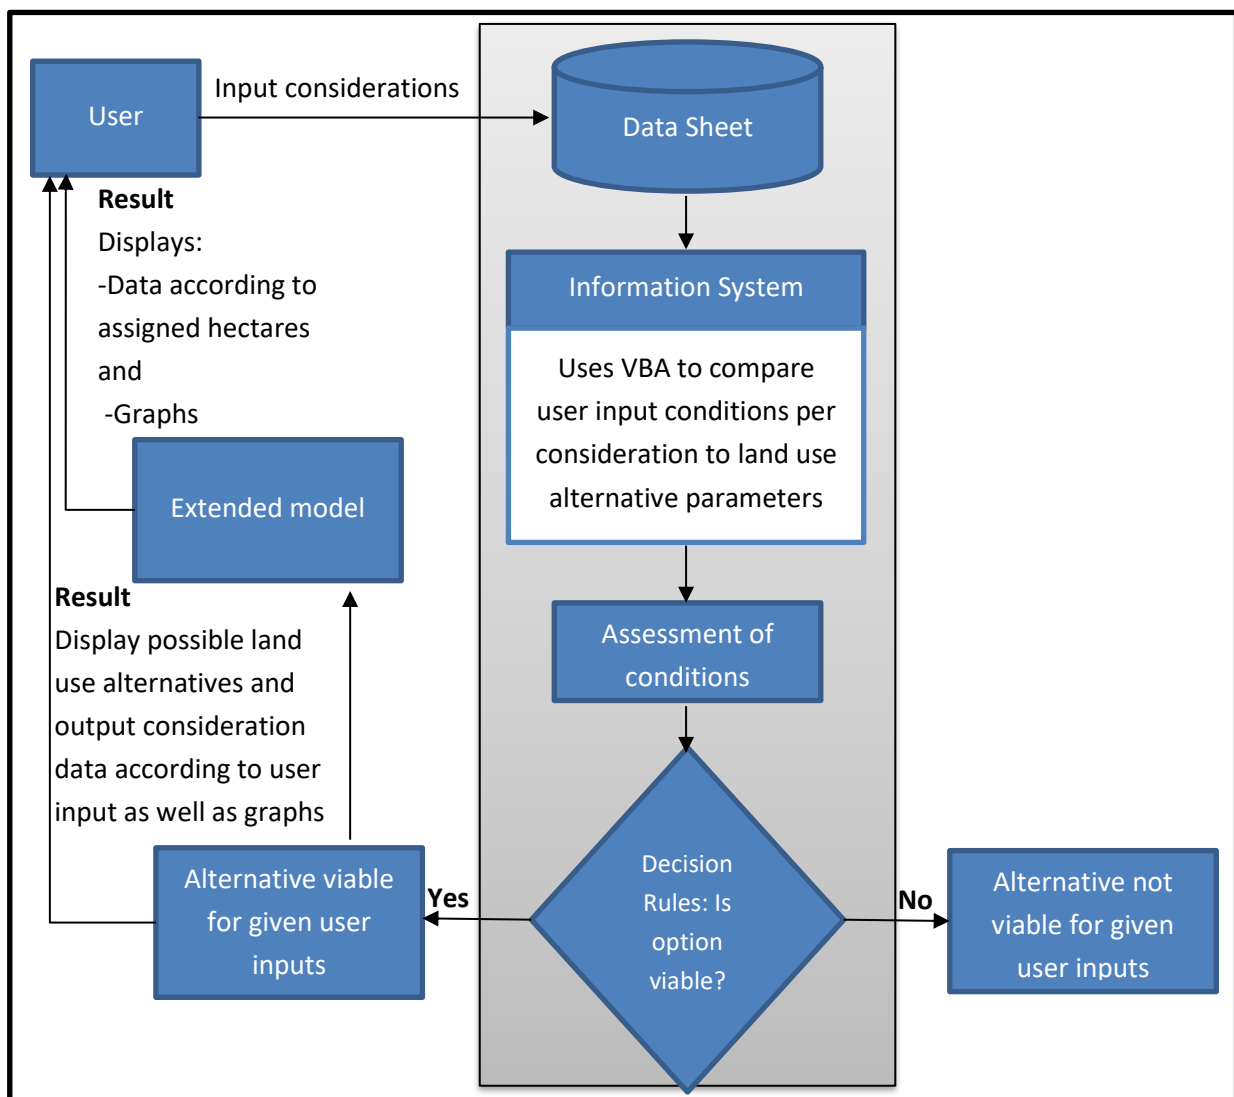 User
Input considerations
Data Sheet
Result
Displays:
-Data according to
assigned hectares
and
-Graphs
Information System
Uses VBA to compare
user input conditions per
consideration to land use
alternative parameters
Extended model
Result
Display possible land
use alternatives and
output consideration
data according to user
input as well as graphs
Assessment of
conditions
Decision
Rules: Is
option
viable?
Yes
No
Alternative viable
for given user
inputs
Alternative not
viable for given
user inputs